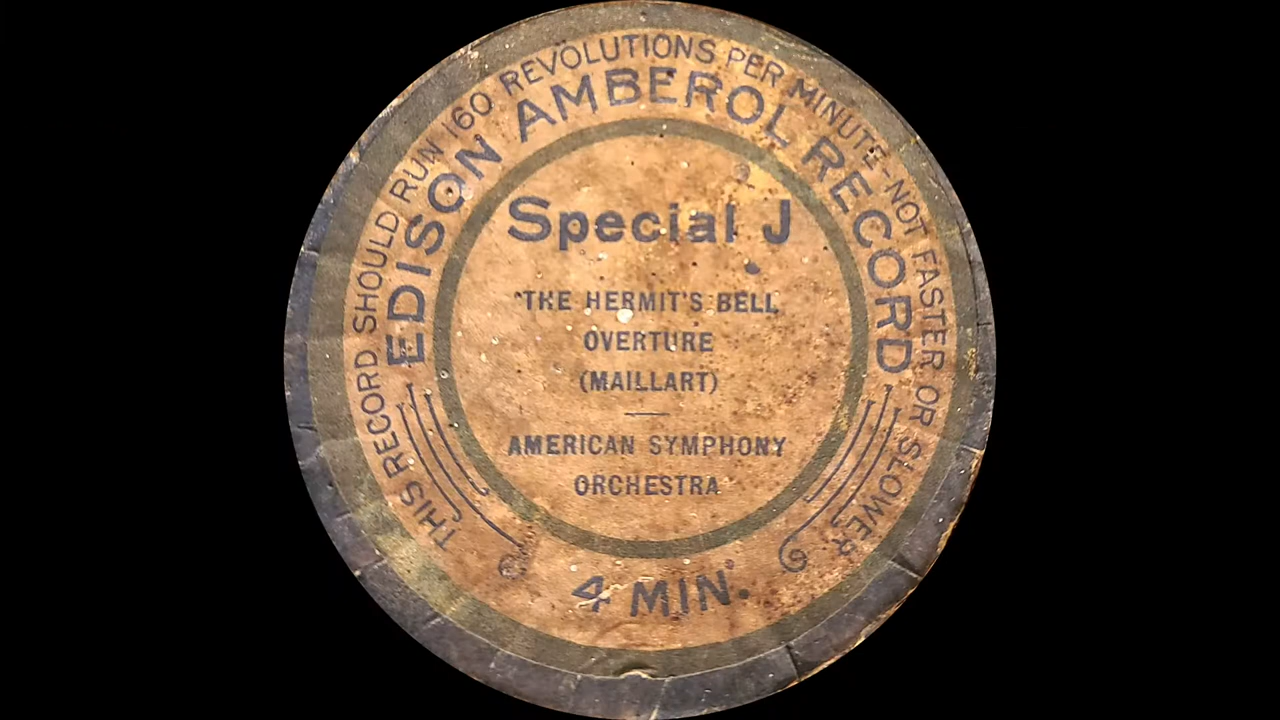 THIS RECORD SHOULD RUN 160 REVOLUTIONS PER MINUTE-NOT FASTER OR SLOWER
EDISON AMBEROL RECORD
Special J
"THE HERMIT'S BELL
OVERTURE
(MAILLART)
AMERICAN SYMPHONY
ORCHESTRA
4 MIN.